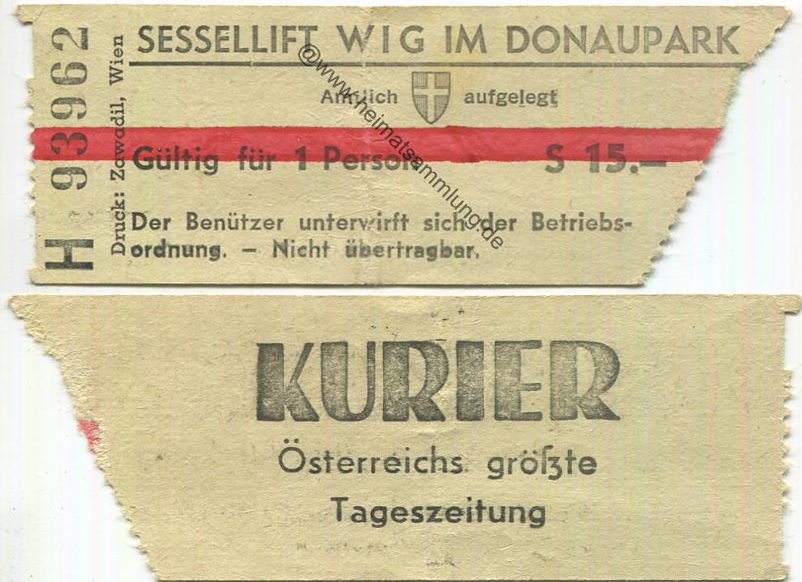 H 93962
Druck: Zawadil, Wien
SESSELLIFT WIG IM DONAUPARK
Amtlich aufgelegt
Gültig für 1 Person S 15.–
Der Benützer unterwirft sich der Betriebs-
ordnung. – Nicht übertragbar.
@www.heimatsammlung.de
KURIER
Österreichs größte
Tageszeitung